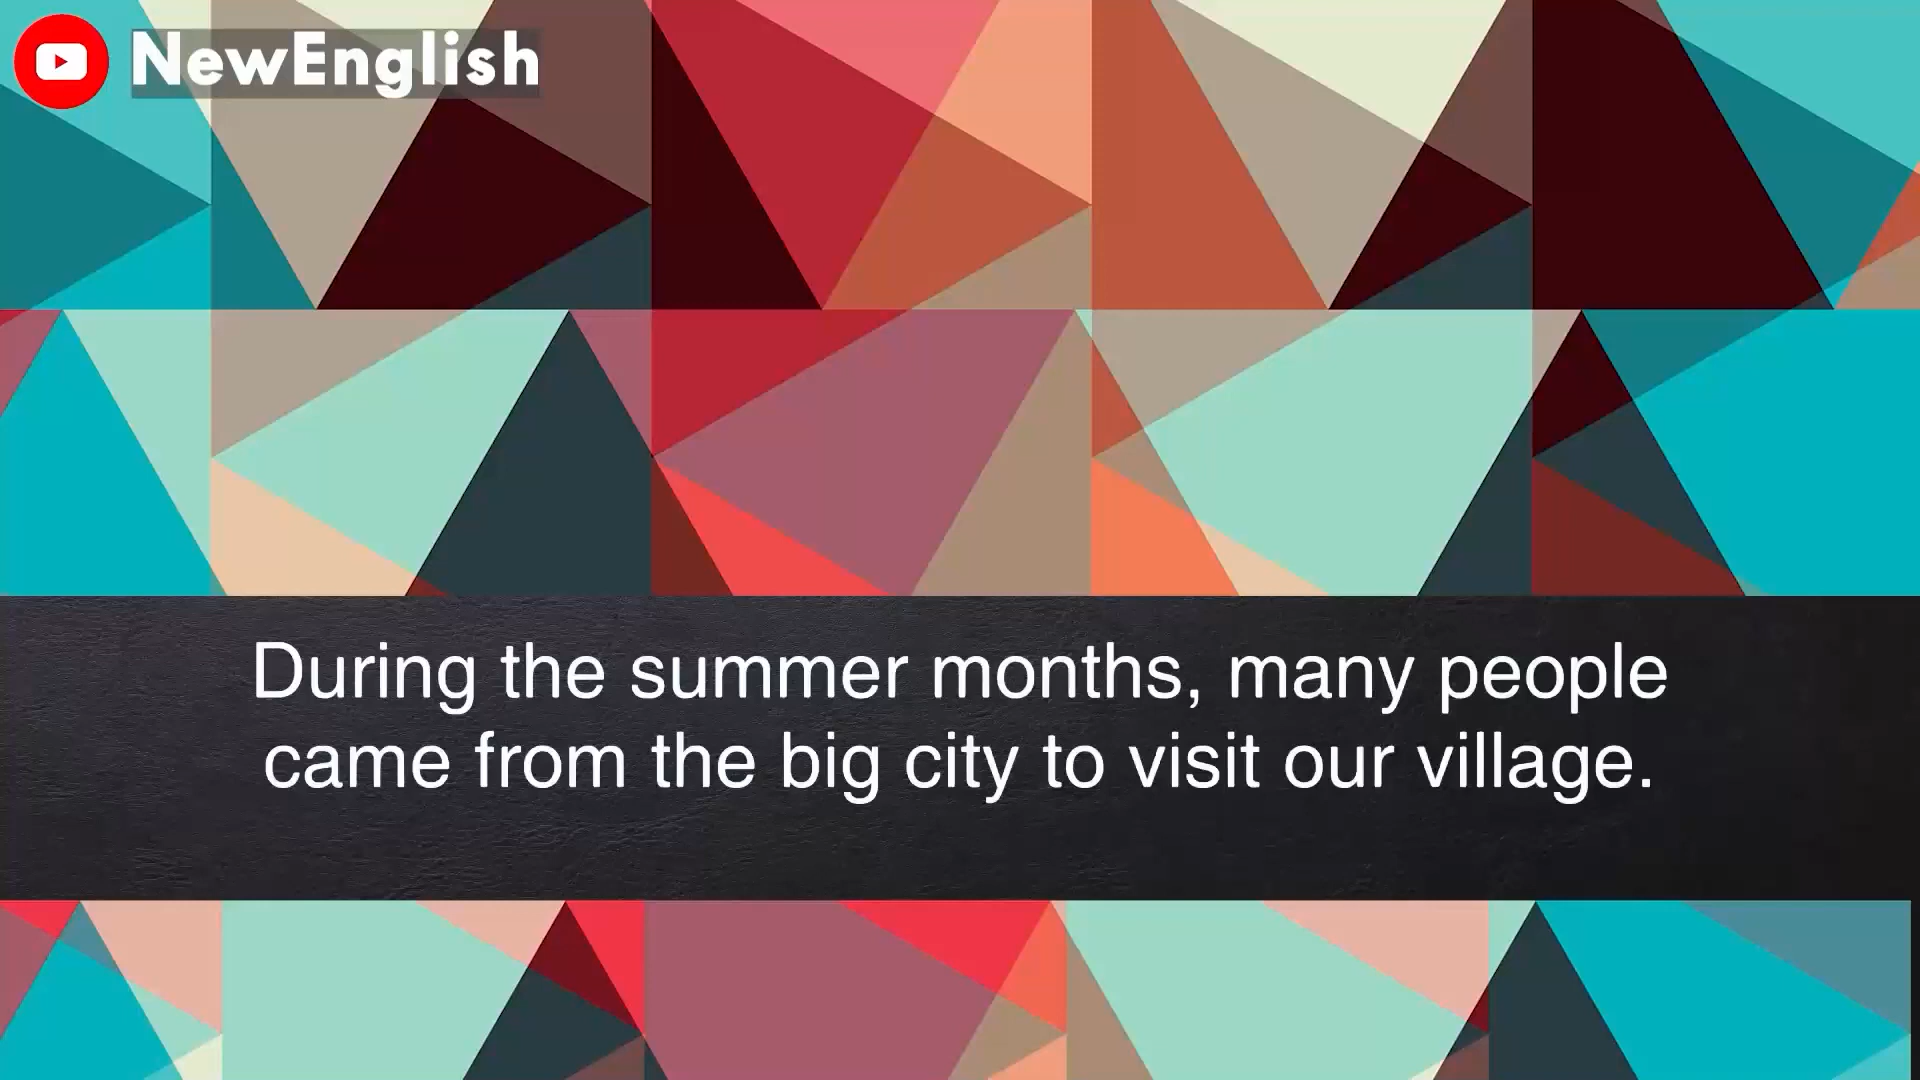 NewEnglish
During the summer months, many people
came from the big city to visit our village.